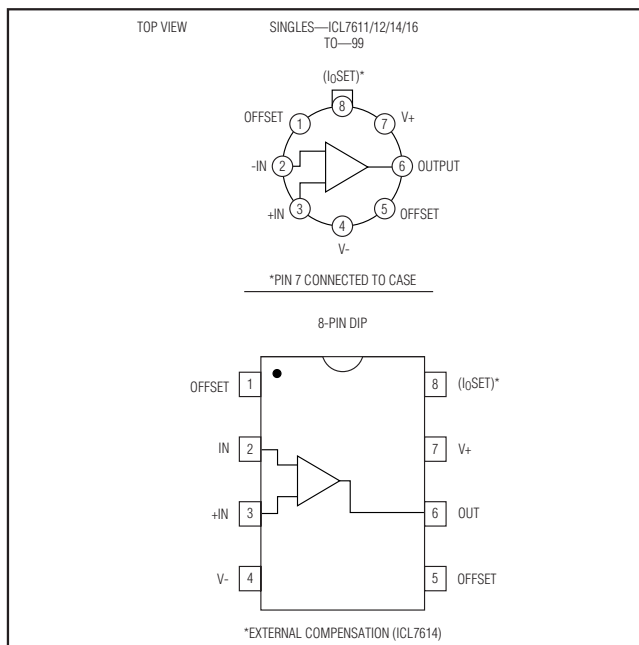 TOP VIEW
SINGLES—ICL7611/12/14/16
TO—99
(I0SET)*
8
OFFSET
1
7
V+
-IN
2
6
OUTPUT
+IN
3
5
OFFSET
4
V-
*PIN 7 CONNECTED TO CASE
8-PIN DIP
OFFSET
1
8
(I0SET)*
IN
2
7
V+
+IN
3
6
OUT
V-
4
5
OFFSET
*EXTERNAL COMPENSATION (ICL7614)